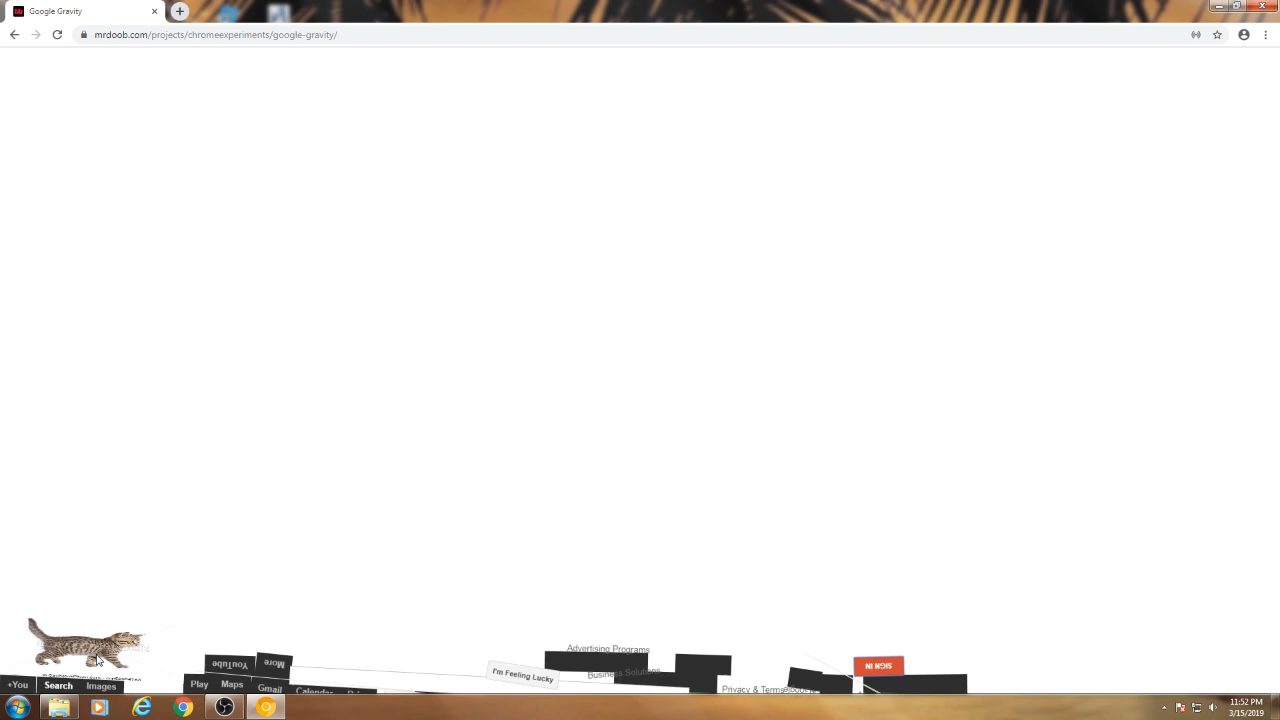 Google Gravity
mrdoob.com/projects/chromeexperiments/google-gravity/
Advertising Programs
YouTube
More
SIGN IN
I'm Feeling Lucky
Business Solutions
+You
Search
Images
Play
Maps
Gmail
Calendar
Privacy & Terms
11:52 PM
3/15/2019